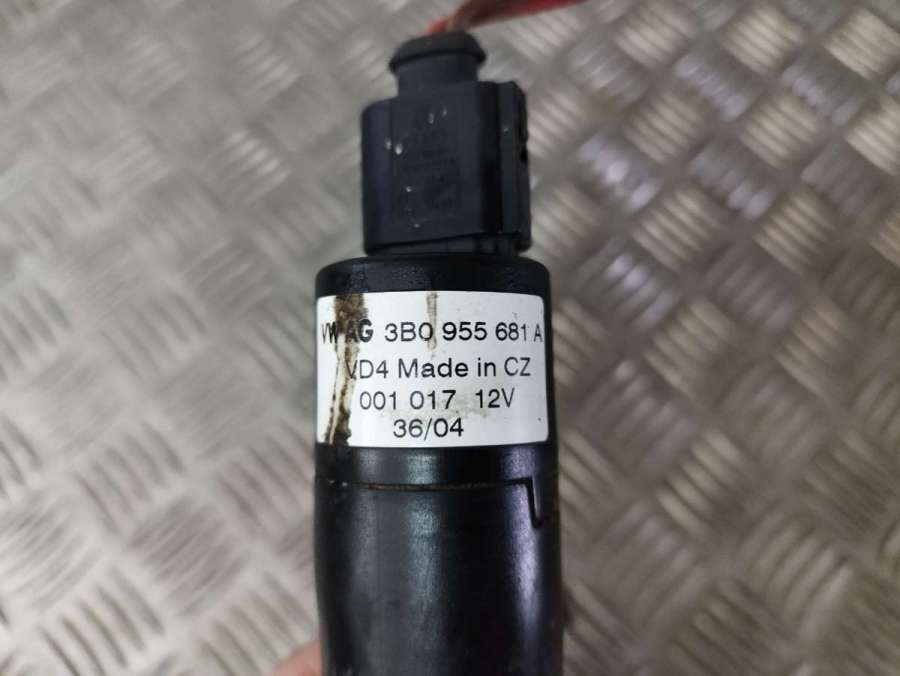 VW AG 3B0 955 681 A
VD4 Made in CZ
001 017 12V
36/04